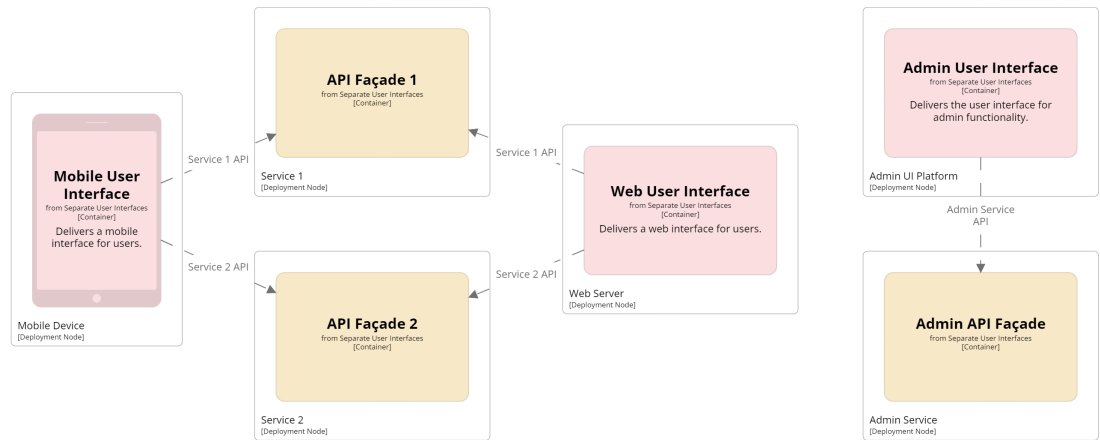 Mobile User
Interface
from Separate User Interfaces
[Container]
Delivers a mobile
interface for users.
Mobile Device
[Deployment Node]
Service 1 API
Service 2 API
API Façade 1
from Separate User Interfaces
[Container]
Service 1
[Deployment Node]
API Façade 2
from Separate User Interfaces
[Container]
Service 2
[Deployment Node]
Service 1 API
Service 2 API
Web User Interface
from Separate User Interfaces
[Container]
Delivers a web interface for users.
Web Server
[Deployment Node]
Admin User Interface
from Separate User Interfaces
[Container]
Delivers the user interface for
admin functionality.
Admin UI Platform
[Deployment Node]
Admin Service
API
Admin API Façade
from Separate User Interfaces
[Container]
Admin Service
[Deployment Node]